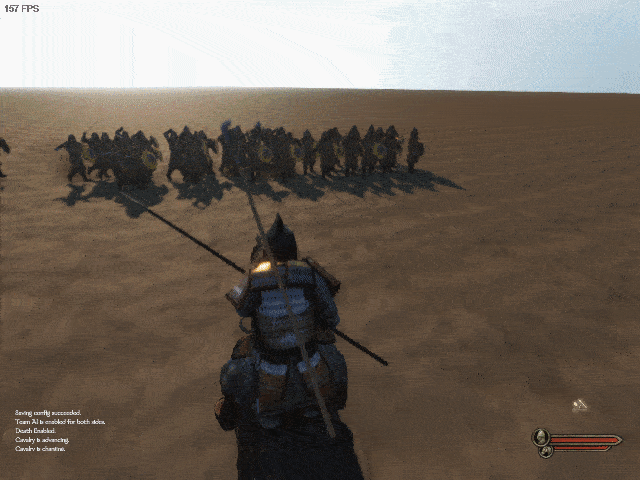 157 FPS
Saving config succeeded.
Team AI is enabled for both sides.
Death Enabled.
Cavalry is advancing.
Cavalry is charging.